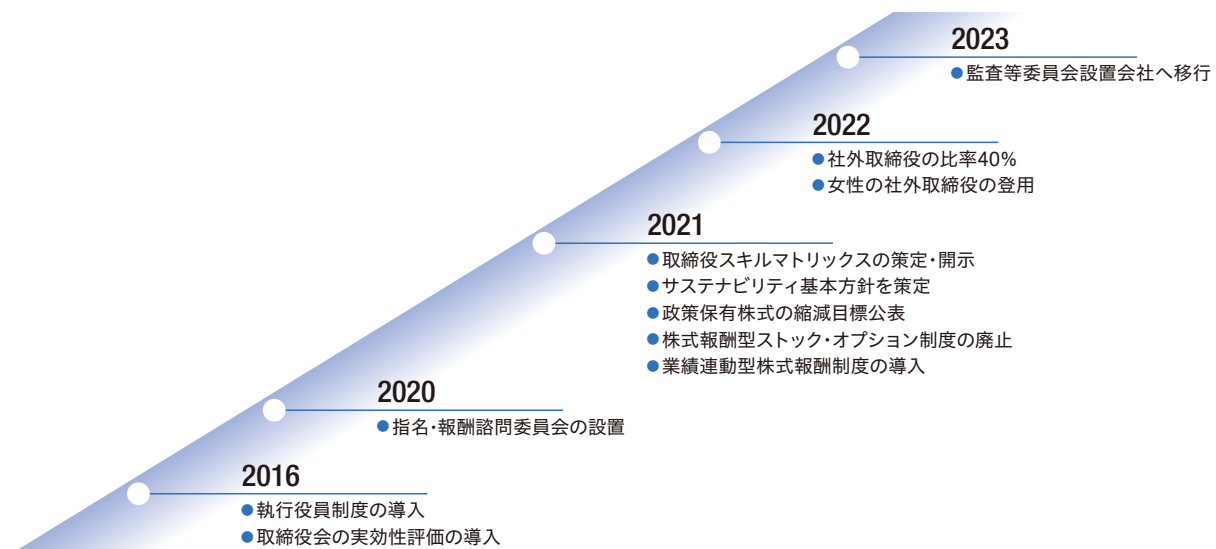 2023
●監査等委員会設置会社へ移行
2022
●社外取締役の比率40%
●女性の社外取締役の登用
2021
●取締役スキルマトリックスの策定・開示
●サステナビリティ基本方針を策定
●政策保有株式の縮減目標公表
●株式報酬型ストック・オプション制度の廃止
●業績連動型株式報酬制度の導入
2020
●指名・報酬諮問委員会の設置
2016
●執行役員制度の導入
●取締役会の実効性評価の導入